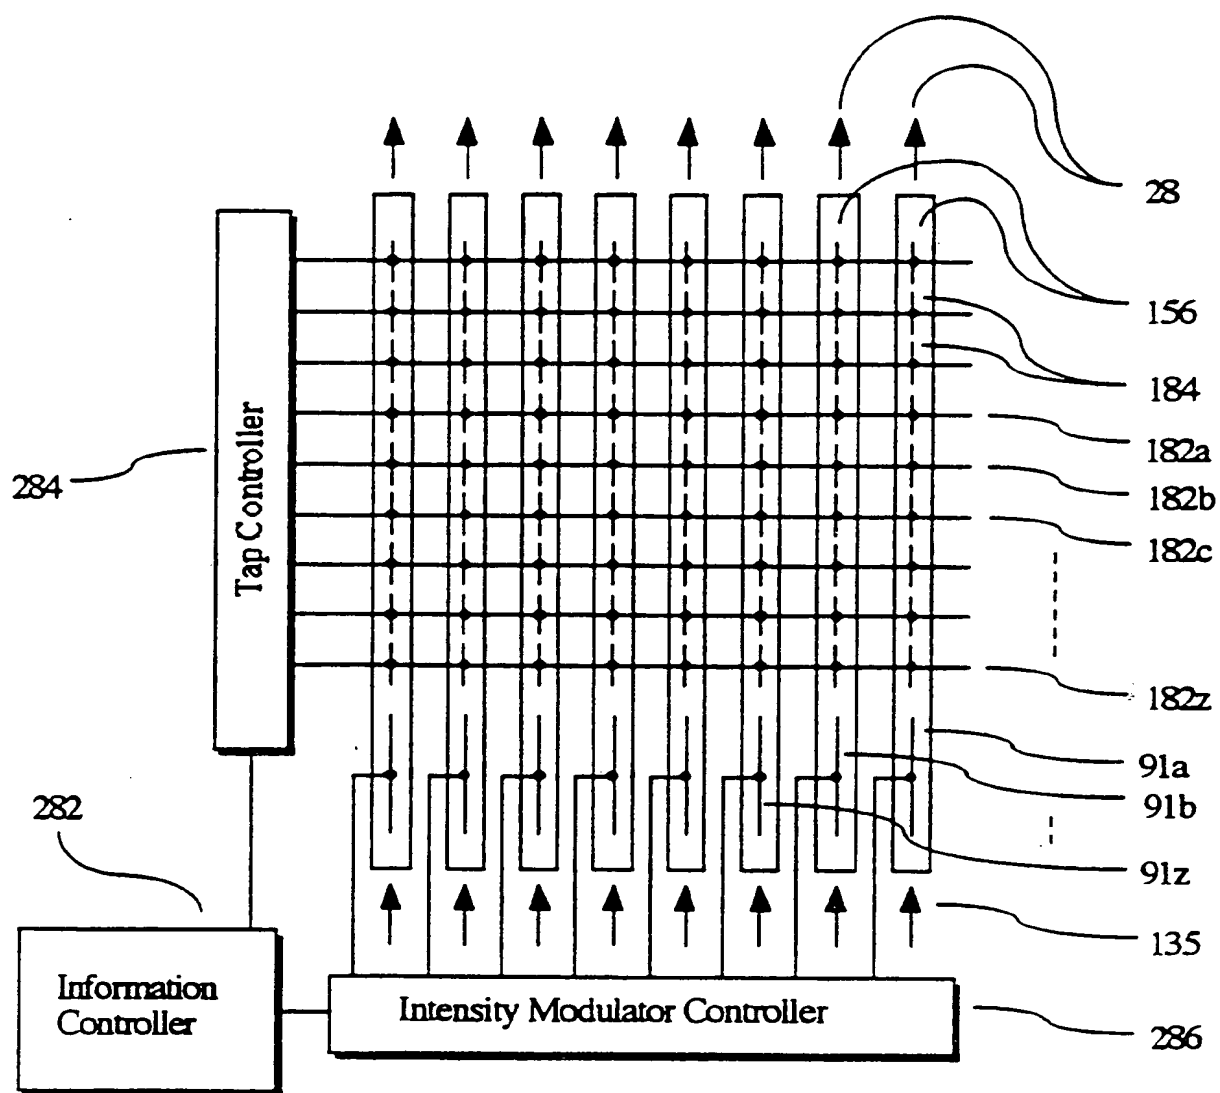 28
156
184
182a
182b
182c
182z
Tap Controller
284
91a
91b
91z
135
282
Information
Controller
Intensity Modulator Controller
286